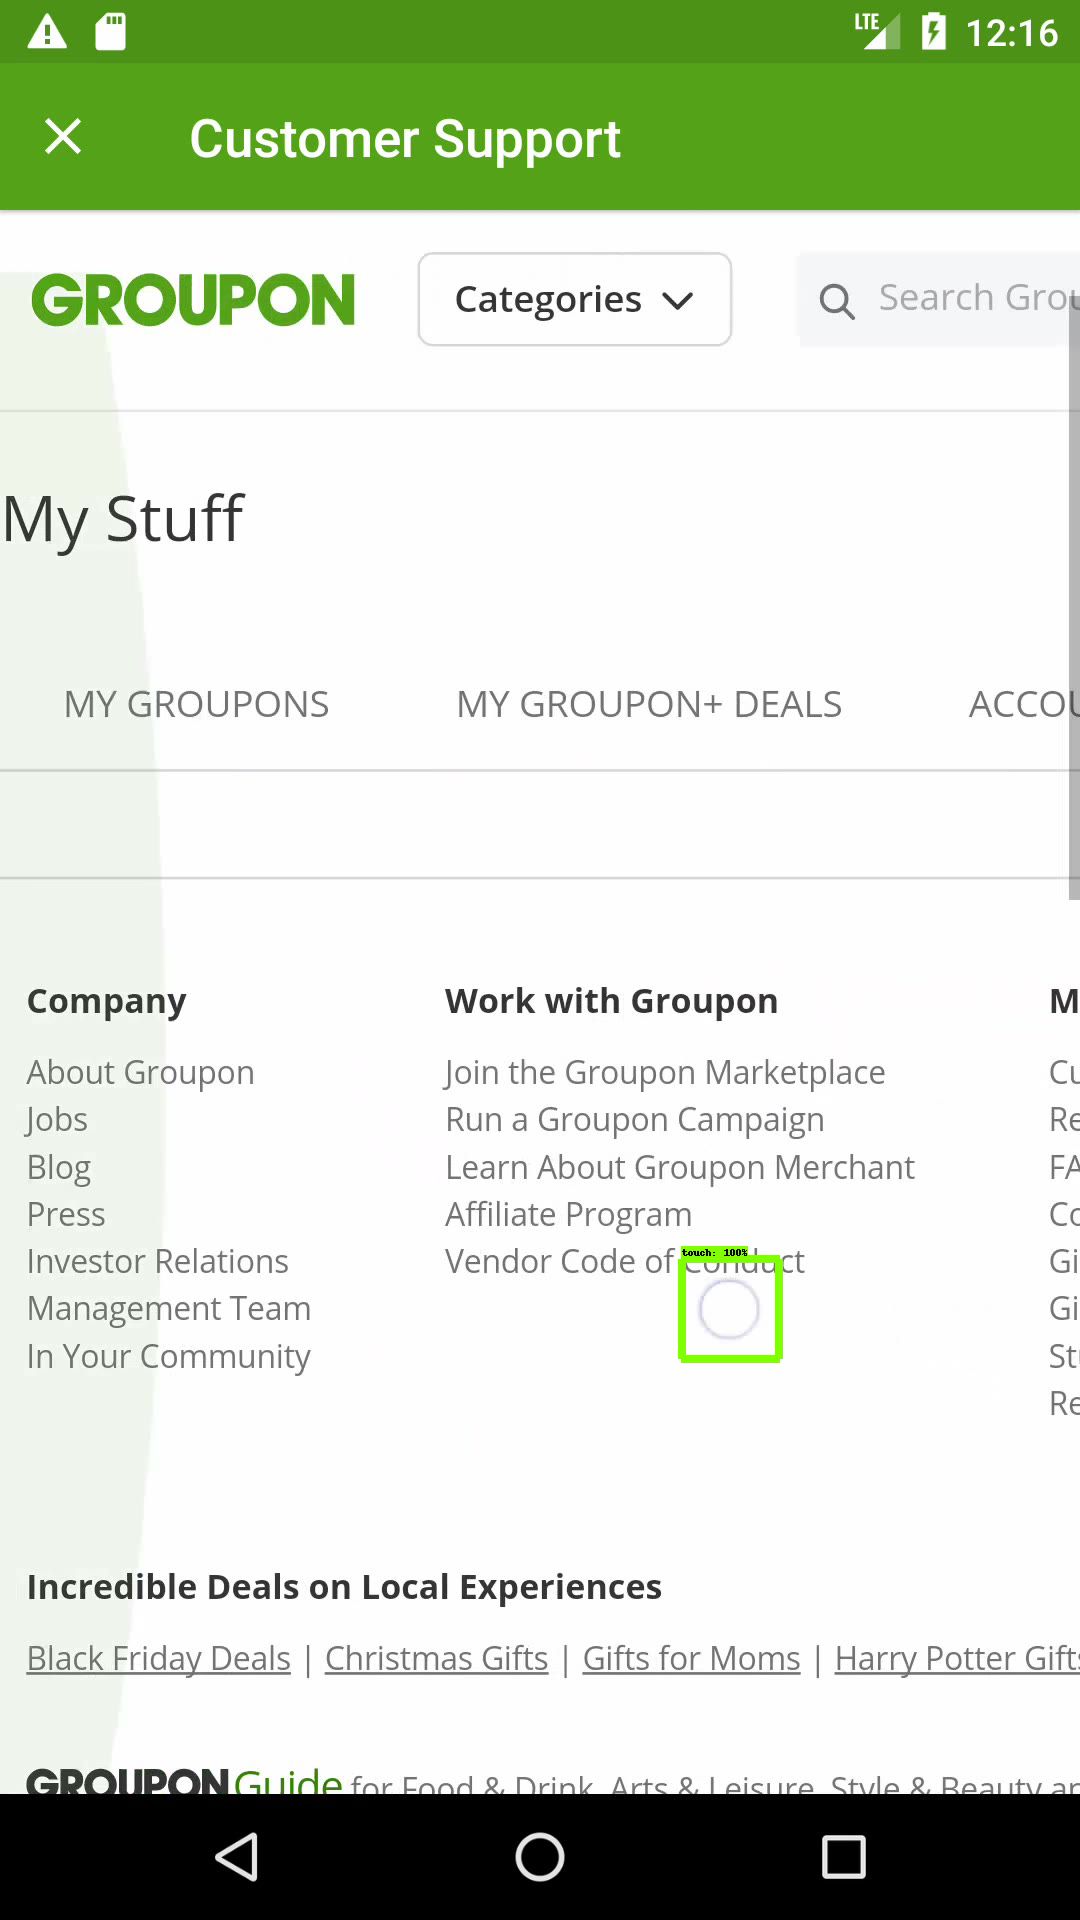 LTE 12:16
Customer Support
GROUPON Categories Search Grou
My Stuff
MY GROUPONS MY GROUPON+ DEALS ACCOU
Company
About Groupon
Jobs
Blog
Press
Investor Relations
Management Team
In Your Community
Work with Groupon
Join the Groupon Marketplace
Run a Groupon Campaign
Learn About Groupon Merchant
Affiliate Program
Vendor Code of Conduct
touch: 100%
M
Cu
Re
FA
Co
Gi
Gi
Stu
Re
Incredible Deals on Local Experiences
Black Friday Deals | Christmas Gifts | Gifts for Moms | Harry Potter Gifts
GROUPON Guide for Food & Drink, Arts & Leisure, Style & Beauty an